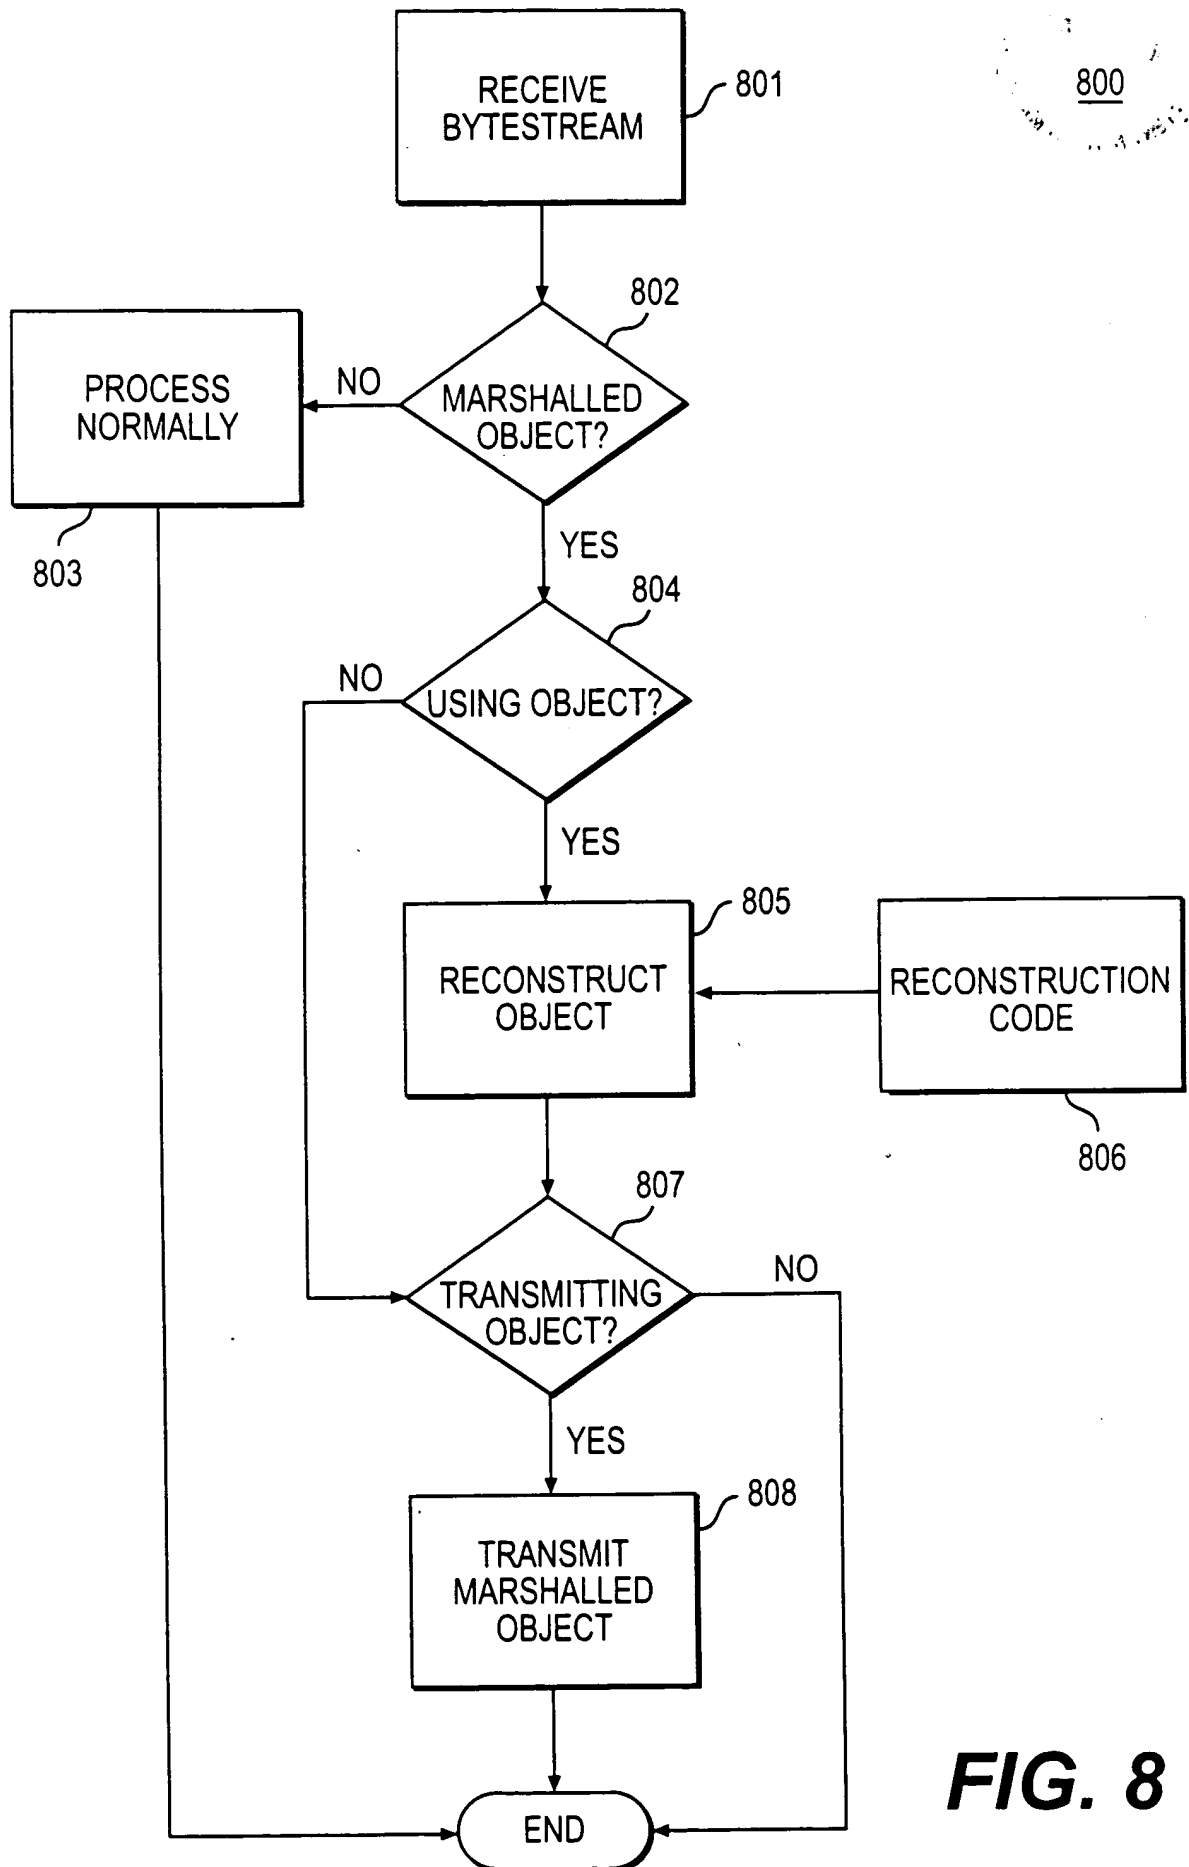 RECEIVE
BYTESTREAM
801
800
802
MARSHALLED
OBJECT?
NO
PROCESS
NORMALLY
803
YES
804
USING OBJECT?
NO
YES
805
RECONSTRUCT
OBJECT
RECONSTRUCTION
CODE
806
807
TRANSMITTING
OBJECT?
NO
YES
808
TRANSMIT
MARSHALLED
OBJECT
END
FIG. 8